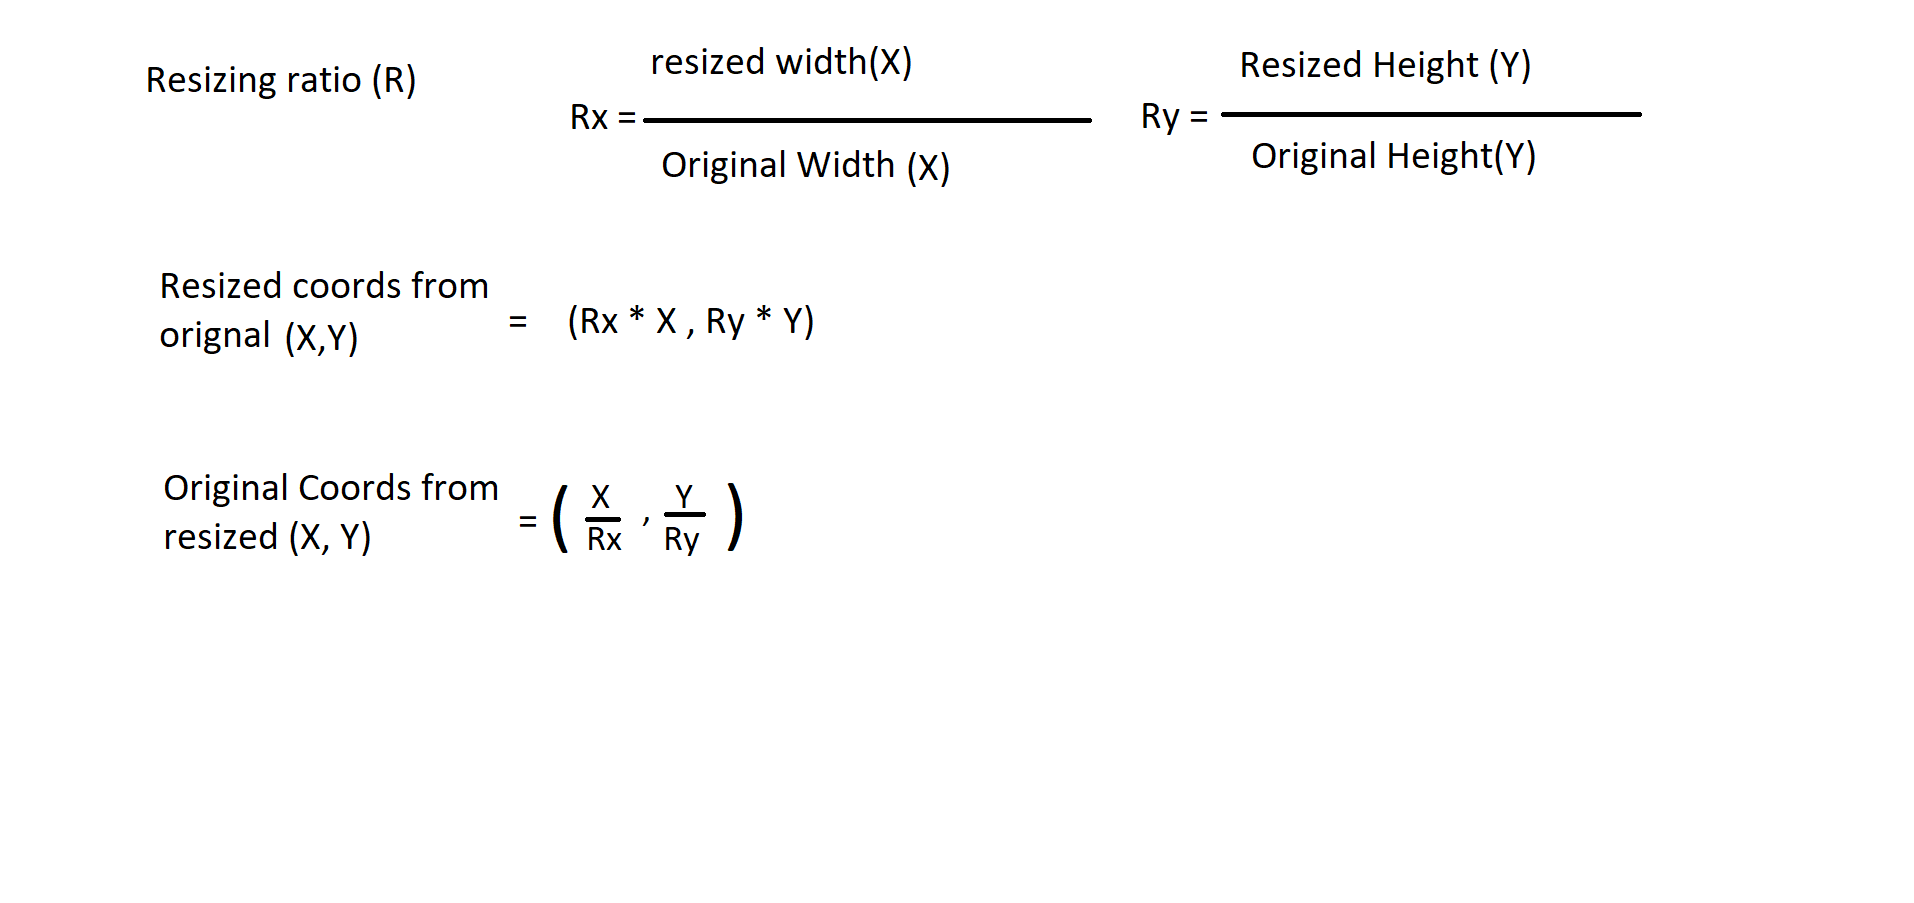 Resizing ratio (R)
resized width(X)
Rx =
Original Width (X)
Resized Height (Y)
Ry =
Original Height(Y)
Resized coords from
orignal (X,Y)
= (Rx * X , Ry * Y)
Original Coords from
resized (X, Y)
= ( X , Y )
Rx Ry